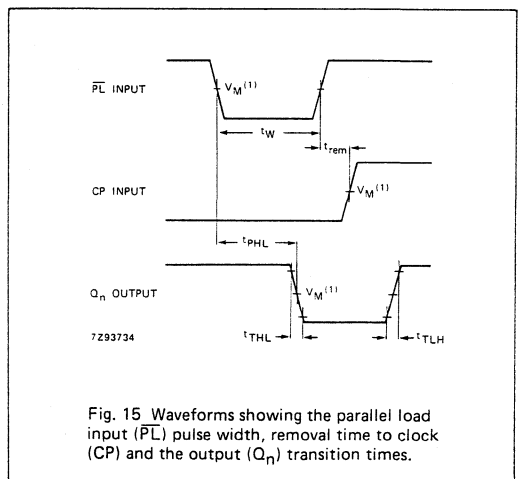 PL INPUT
VM(1)
tW
trem
CP INPUT
VM(1)
tPHL
Qn OUTPUT
VM(1)
7Z93734
tTHL
tTLH
Fig. 15 Waveforms showing the parallel load
input (PL) pulse width, removal time to clock
(CP) and the output (Qn) transition times.